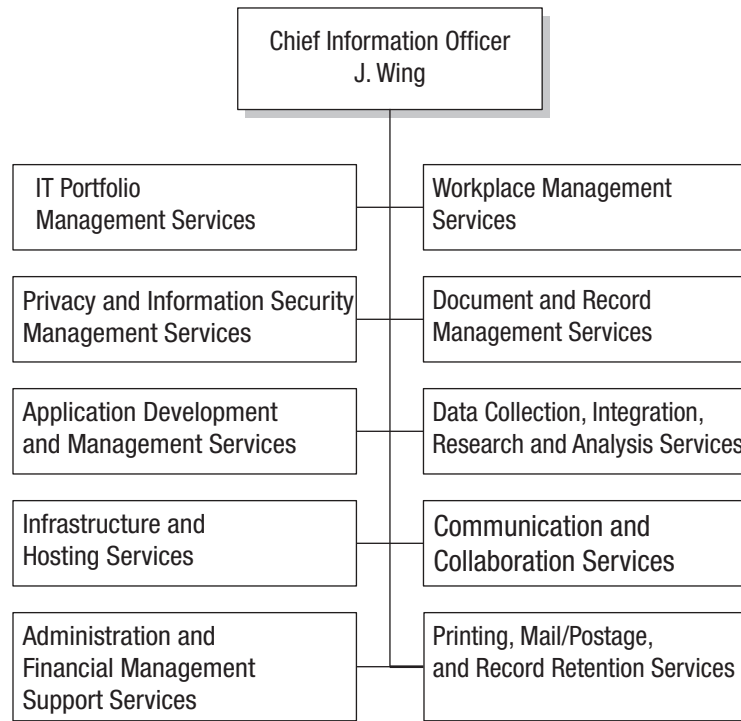 Chief Information Officer
J. Wing
IT Portfolio
Management Services
Workplace Management
Services
Privacy and Information Security
Management Services
Document and Record
Management Services
Application Development
and Management Services
Data Collection, Integration,
Research and Analysis Services
Infrastructure and
Hosting Services
Communication and
Collaboration Services
Administration and
Financial Management
Support Services
Printing, Mail/Postage,
and Record Retention Services